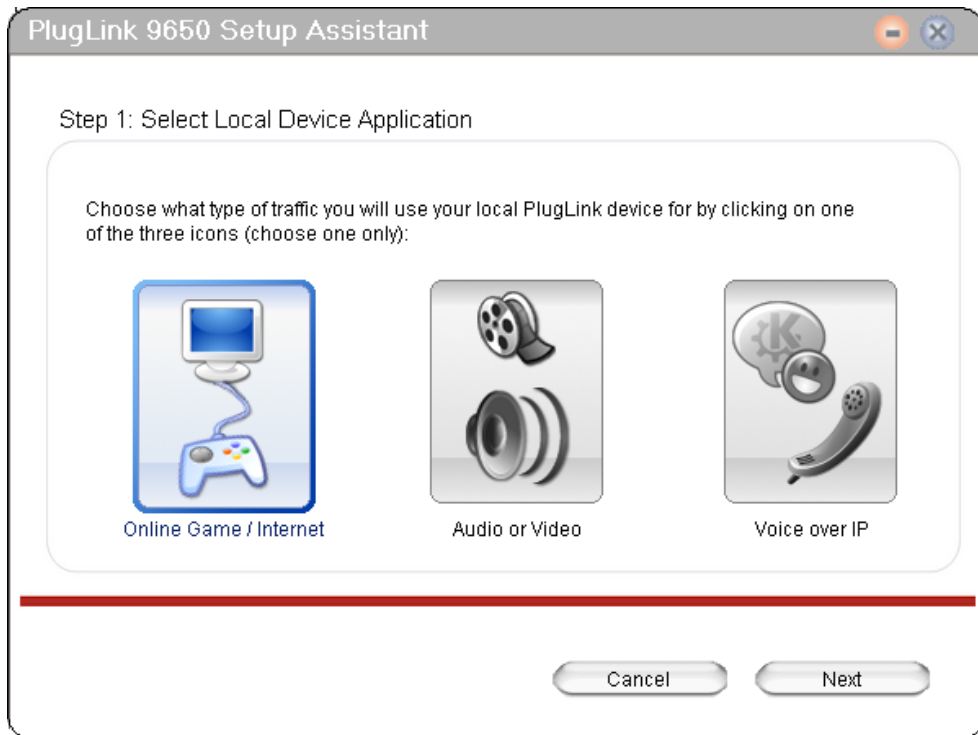 PlugLink 9650 Setup Assistant
Step 1: Select Local Device Application
Choose what type of traffic you will use your local PlugLink device for by clicking on one
of the three icons (choose one only):
K
Online Game / Internet
Audio or Video
Voice over IP
Cancel
Next